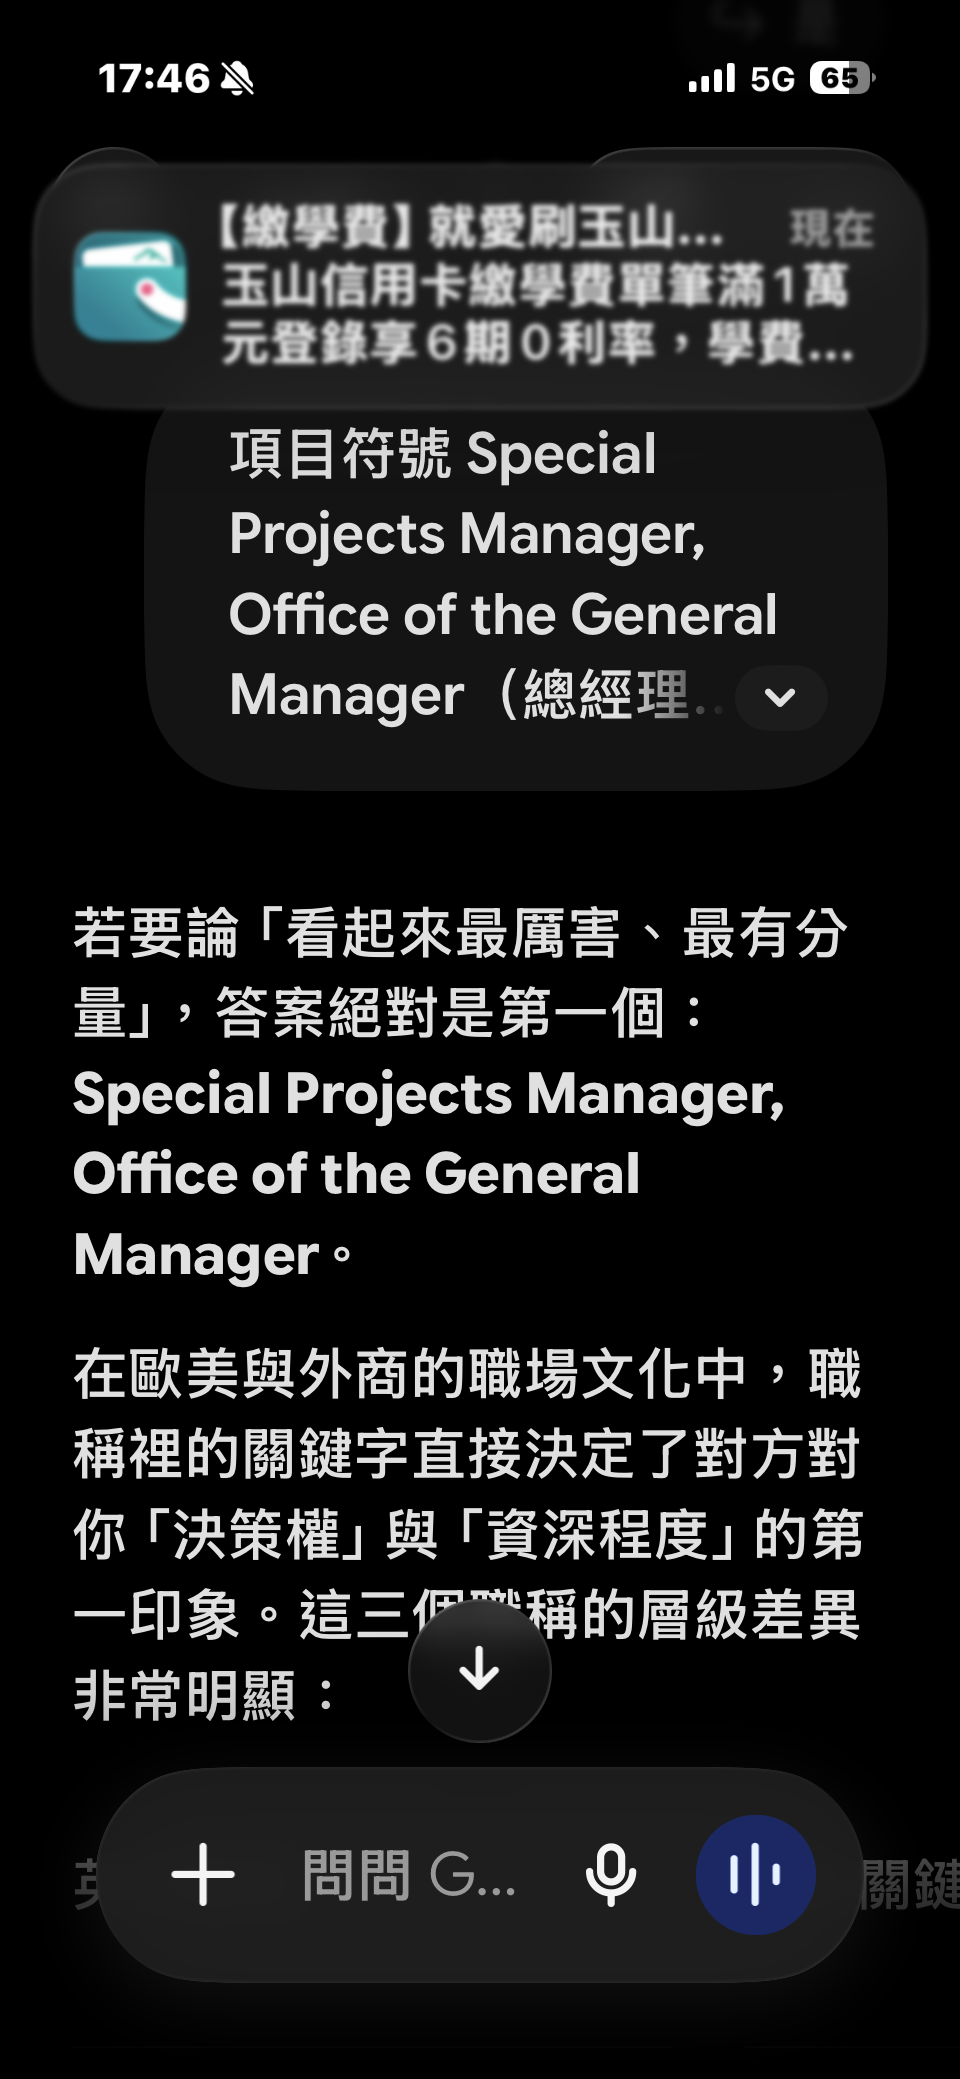 17:46
5G
65
【繳學費】就愛刷玉山...
現在
玉山信用卡繳學費單筆滿1萬
元登錄享6期0利率，學費...
項目符號 Special
Projects Manager,
Office of the General
Manager（總經理..
若要論「看起來最厲害、最有分
量」，答案絕對是第一個：
Special Projects Manager,
Office of the General
Manager。
在歐美與外商的職場文化中，職
稱裡的關鍵字直接決定了對方對
你「決策權」與「資深程度」的第
一印象。這三個職稱的層級差異
非常明顯：
問問 G...
關鍵